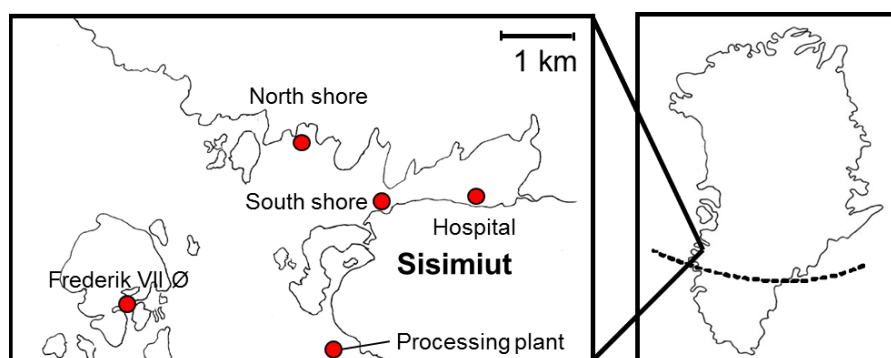 1 km
North shore
South shore
Hospital
Sisimiut
Frederik VII Ø
Processing plant